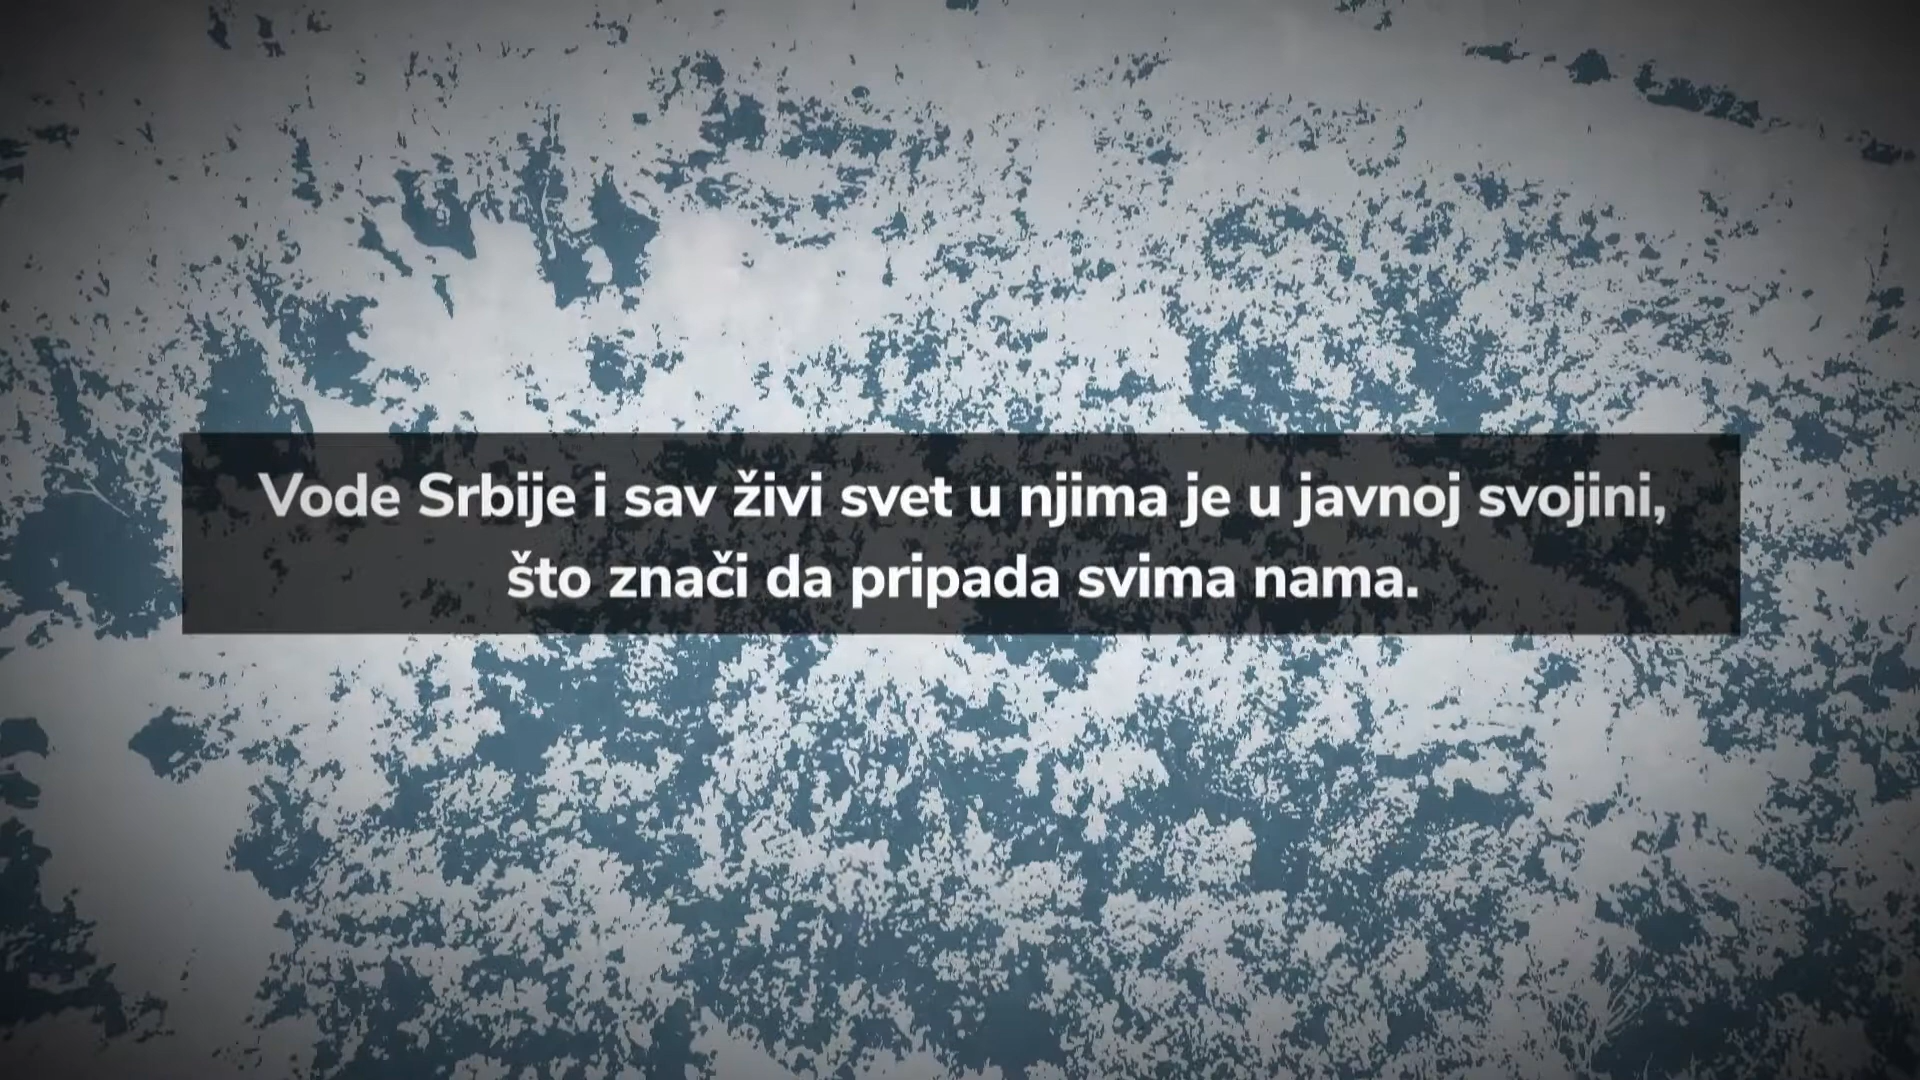 Vode Srbije i sav živi svet u njima je u javnoj svojini,
što znači da pripada svima nama.